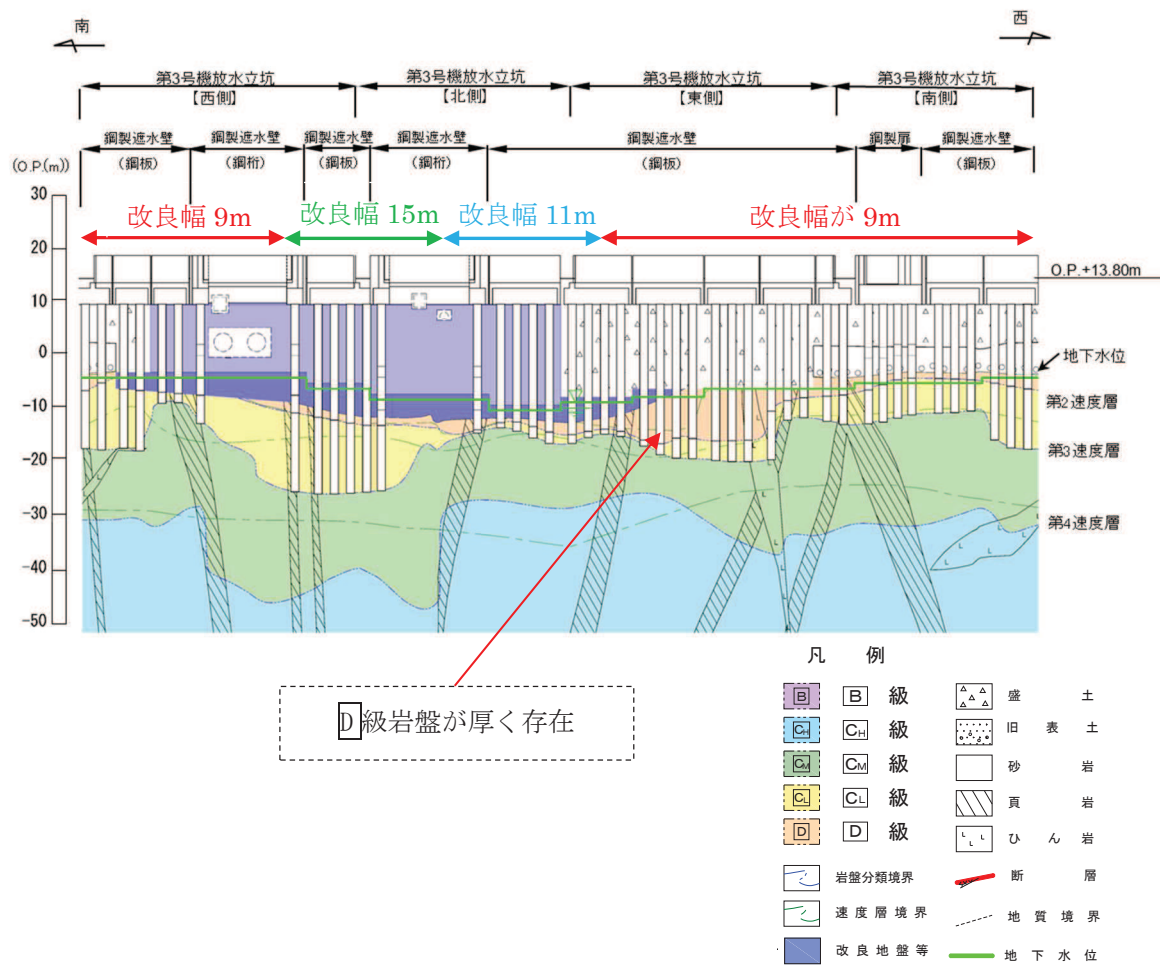 南
西
第3号機放水立坑 第3号機放水立坑 第3号機放水立坑 第3号機放水立坑
【西側】 【北側】 【東側】 【南側】
鋼製遮水壁 鋼製遮水壁 鋼製遮水壁 鋼製遮水壁 鋼製遮水壁 鋼製扉 鋼製遮水壁
(鋼板) (鋼桁) (鋼板) (鋼桁) (鋼板) (鋼板)
(O.P.(m))
30
改良幅 9m 改良幅 15m 改良幅 11m 改良幅が 9m
20
O.P.+13.80m
10
0
地下水位
-10
第2速度層
第3速度層
-20
-30
第4速度層
-40
-50
D級岩盤が厚く存在
凡 例
B B 級 盛 土
CH CH 級 旧 表 土
CM CM 級 砂 岩
CL CL 級 頁 岩
D D 級 ひ ん 岩
岩盤分類境界 断 層
速度層境界 地質境界
改良地盤等 地下水位